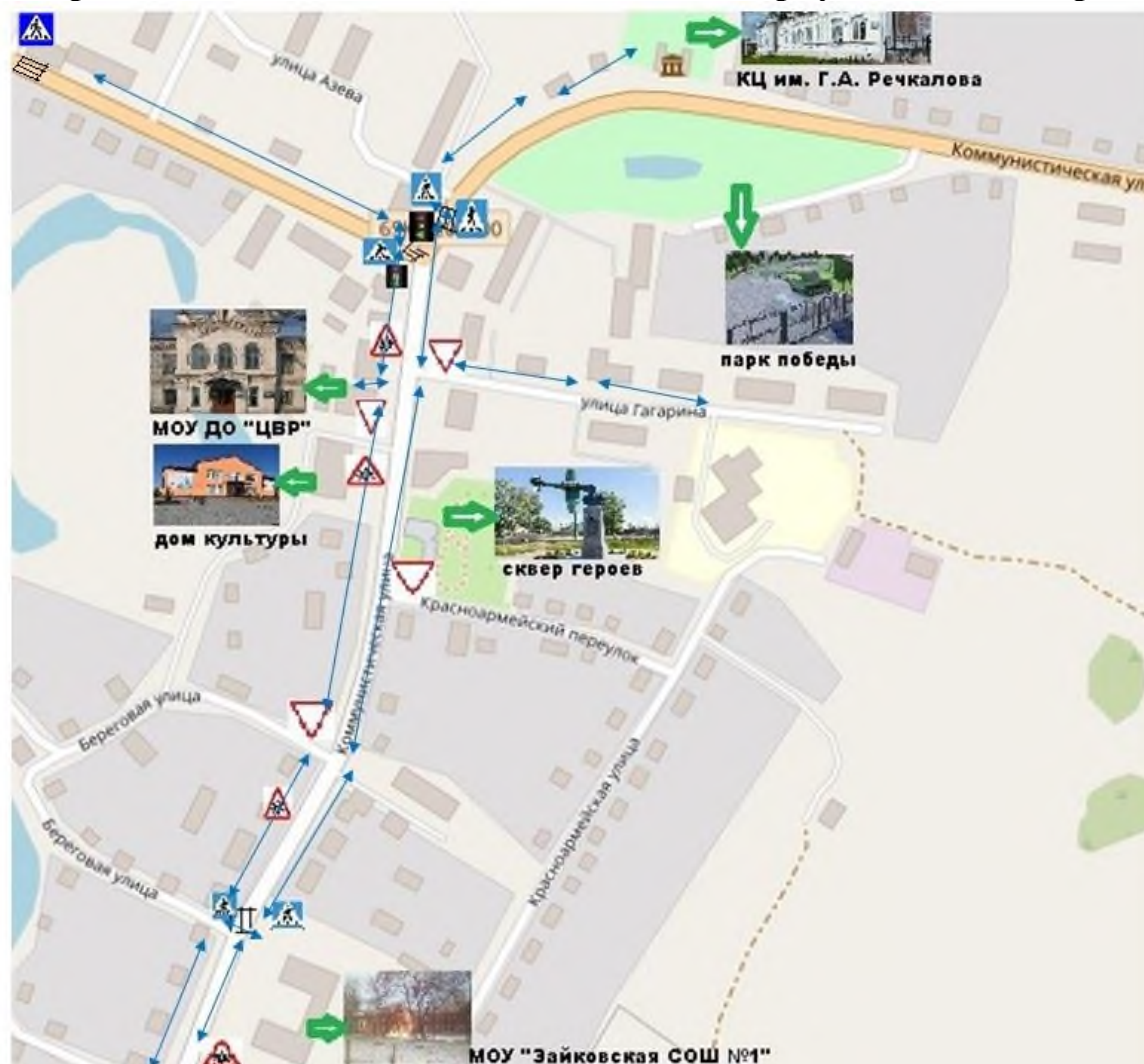 улица Азева
КЦ им. Г.А. Речкалова
Коммунистическая ул
парк победы
МОУ ДО "ЦВР"
улица Гагарина
дом культуры
сквер героев
Красноармейский переулок
Коммунистическая улица
Береговая улица
Береговая улица
Красноармейская улица
МОУ "Зайковская СОШ №1"